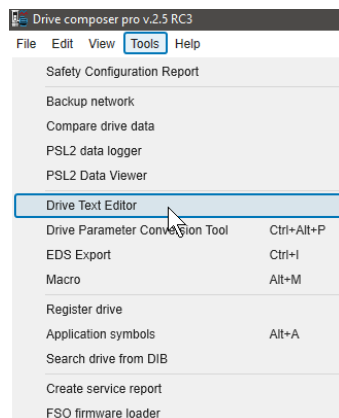 Drive composer pro v.2.5 RC3
File Edit View Tools Help
Safety Configuration Report
Backup network
Compare drive data
PSL2 data logger
PSL2 Data Viewer
Drive Text Editor
Drive Parameter Conversion Tool Ctrl+Alt+P
EDS Export Ctrl+I
Macro Alt+M
Register drive
Application symbols Alt+A
Search drive from DIB
Create service report
FSO firmware loader